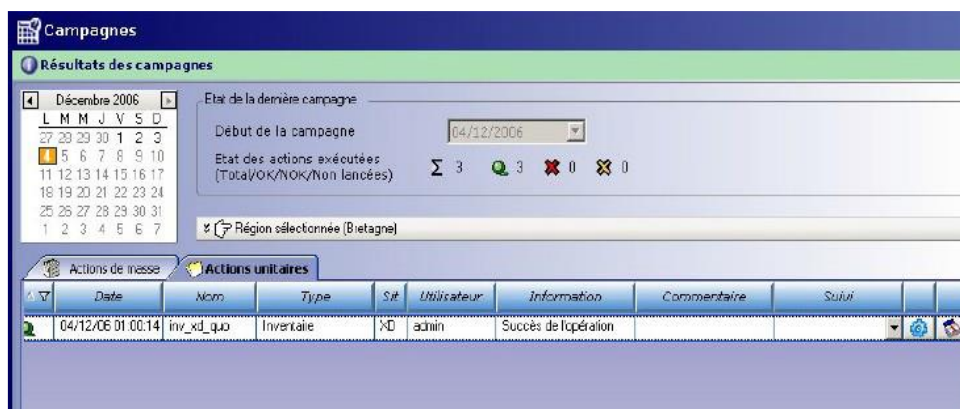 Campagnes
Résultats des campagnes
Décembre 2006
L M M J V S D
27 28 29 30 1 2 3
4 5 6 7 8 9 10
11 12 13 14 15 16 17
18 19 20 21 22 23 24
25 26 27 28 29 30 31
1 2 3 4 5 6 7
Etat de la dernière campagne
Début de la campagne 04/12/2006
Etat des actions exécutées
(Total/OK/NOK/Non lancées) Σ 3 3 0 0
Région sélectionnée (Bretagne)
Actions de masse Actions unitaires
Date Nom Type Sit Utilisateur Information Commentaire Suivi
04/12/06 01:00:14 inv_xd_quo Inventaire XD admin Succès de l'opération